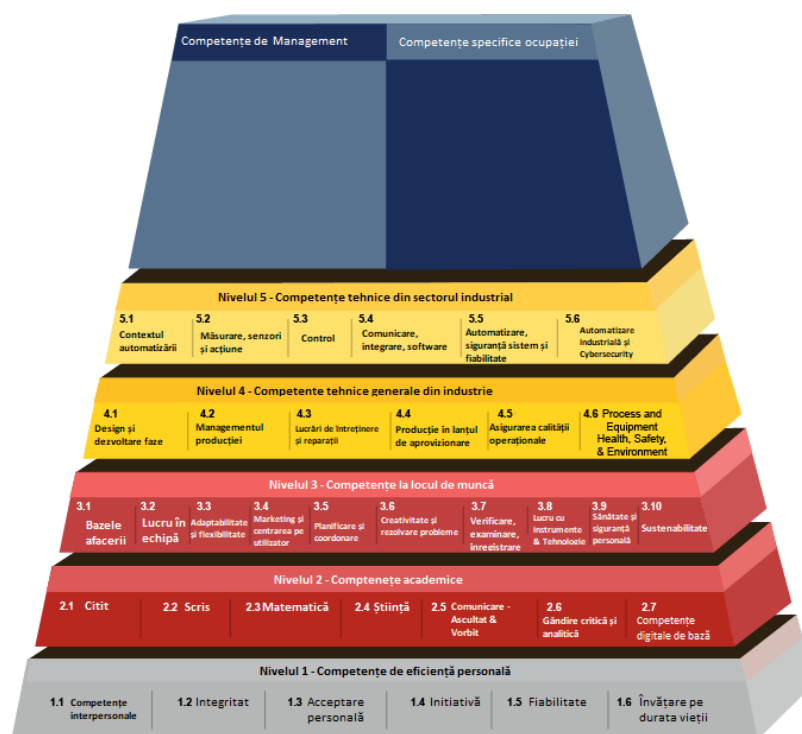 Competențe de Management
Competențe specifice ocupației
Nivelul 5 - Competențe tehnice din sectorul industrial
5.1
Contextul
automatizării
5.2
Măsurare, senzori
și acțiune
5.3
Control
5.4
Comunicare,
integrare, software
5.5
Automatizare,
siguranță sistem și
fiabilitate
5.6
Automatizare
industrială și
Cybersecurity
Nivelul 4 - Competente tehnice generale din industrie
4.1
Design și
dezvoltare faze
4.2
Managementul
producției
4.3
Lucrări de întreținere
și reparații
4.4
Producție în lanțul
de aprovizionare
4.5
Asigurarea calității
operaționale
4.6 Process and
Equipment
Health, Safety,
& Environment
Nivelul 3 - Competențe la locul de muncă
3.1
Bazele
afacerii
3.2
Lucru în
echipă
3.3
Adaptabilitate
și flexibilitate
3.4
Marketing și
centrarea pe
utilizator
3.5
Planificare și
coordonare
3.6
Creativitate și
rezolvare probleme
3.7
Verificare,
examinare,
înregistrare
3.8
Lucru cu
instrumente
& Tehnologie
3.9
Sănătate și
siguranță
personală
3.10
Sustenabilitate
Nivelul 2 - Comptenețe academice
2.1 Citit
2.2 Scris
2.3 Matematică
2.4 Știință
2.5 Comunicare -
Ascultat &
Vorbit
2.6
Gândire critică și
analitică
2.7
Competențe
digitale de bază
Nivelul 1 - Competențe de eficiență personală
1.1 Competențe
interpersonale
1.2 Integritat
1.3 Acceptare
personală
1.4 Initiativă
1.5 Fiabilitate
1.6 Învățare pe
durata vieții